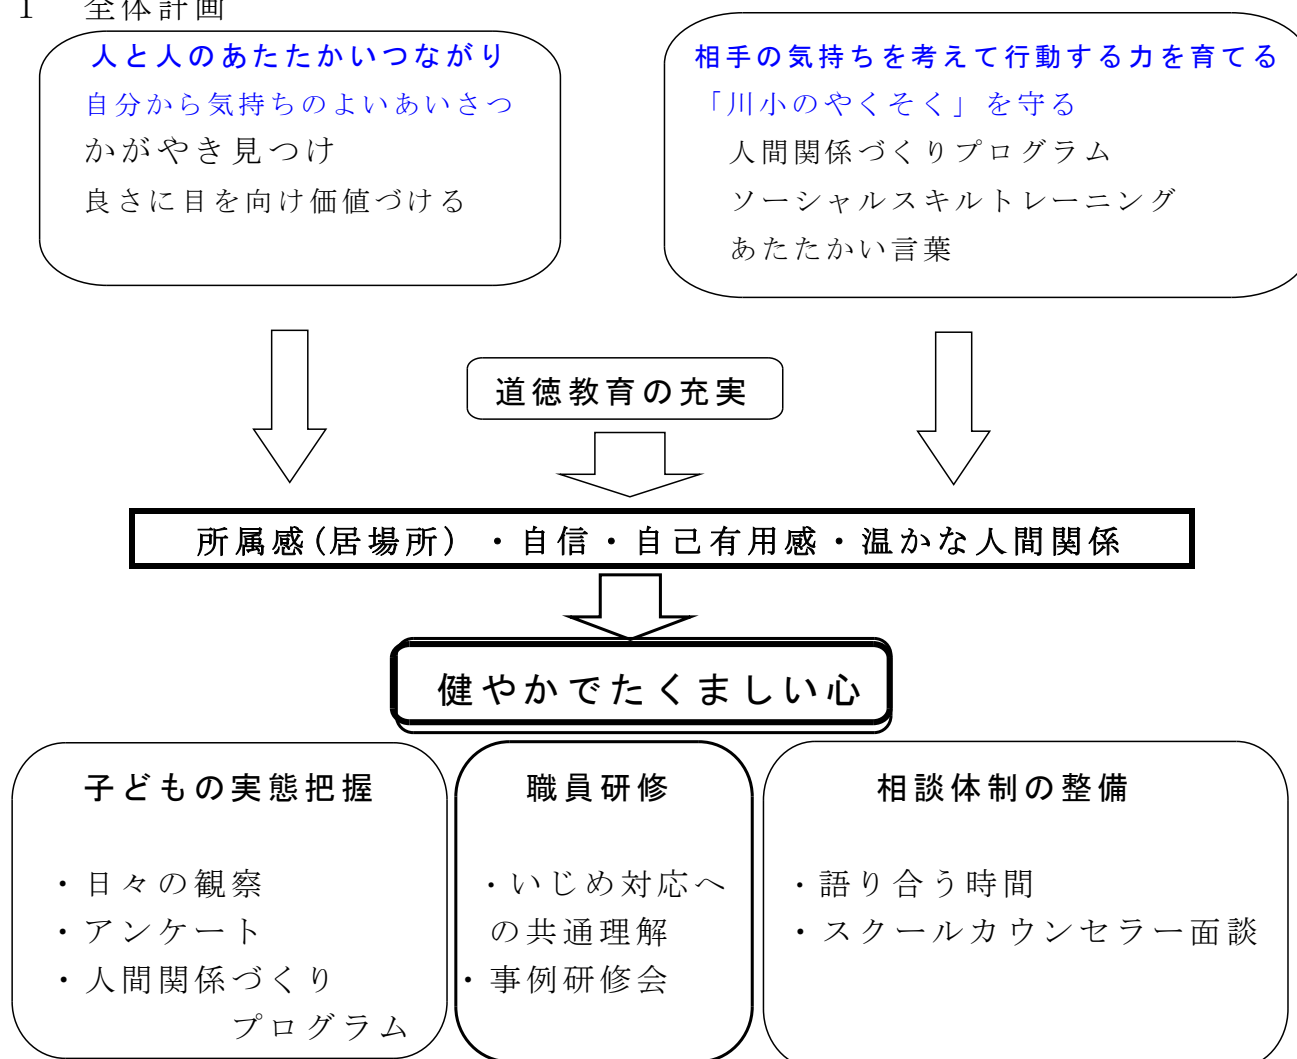 1　全体計画
人と人のあたたかいつながり
自分から気持ちのよいあいさつ
かがやき見つけ
良さに目を向け価値づける
相手の気持ちを考えて行動する力を育てる
「川小のやくそく」を守る
人間関係づくりプログラム
ソーシャルスキルトレーニング
あたたかい言葉
道徳教育の充実
所属感(居場所)・自信・自己有用感・温かな人間関係
健やかでたくましい心
子どもの実態把握
・日々の観察
・アンケート
・人間関係づくり
プログラム
職員研修
・いじめ対応へ
の共通理解
・事例研修会
相談体制の整備
・語り合う時間
・スクールカウンセラー面談